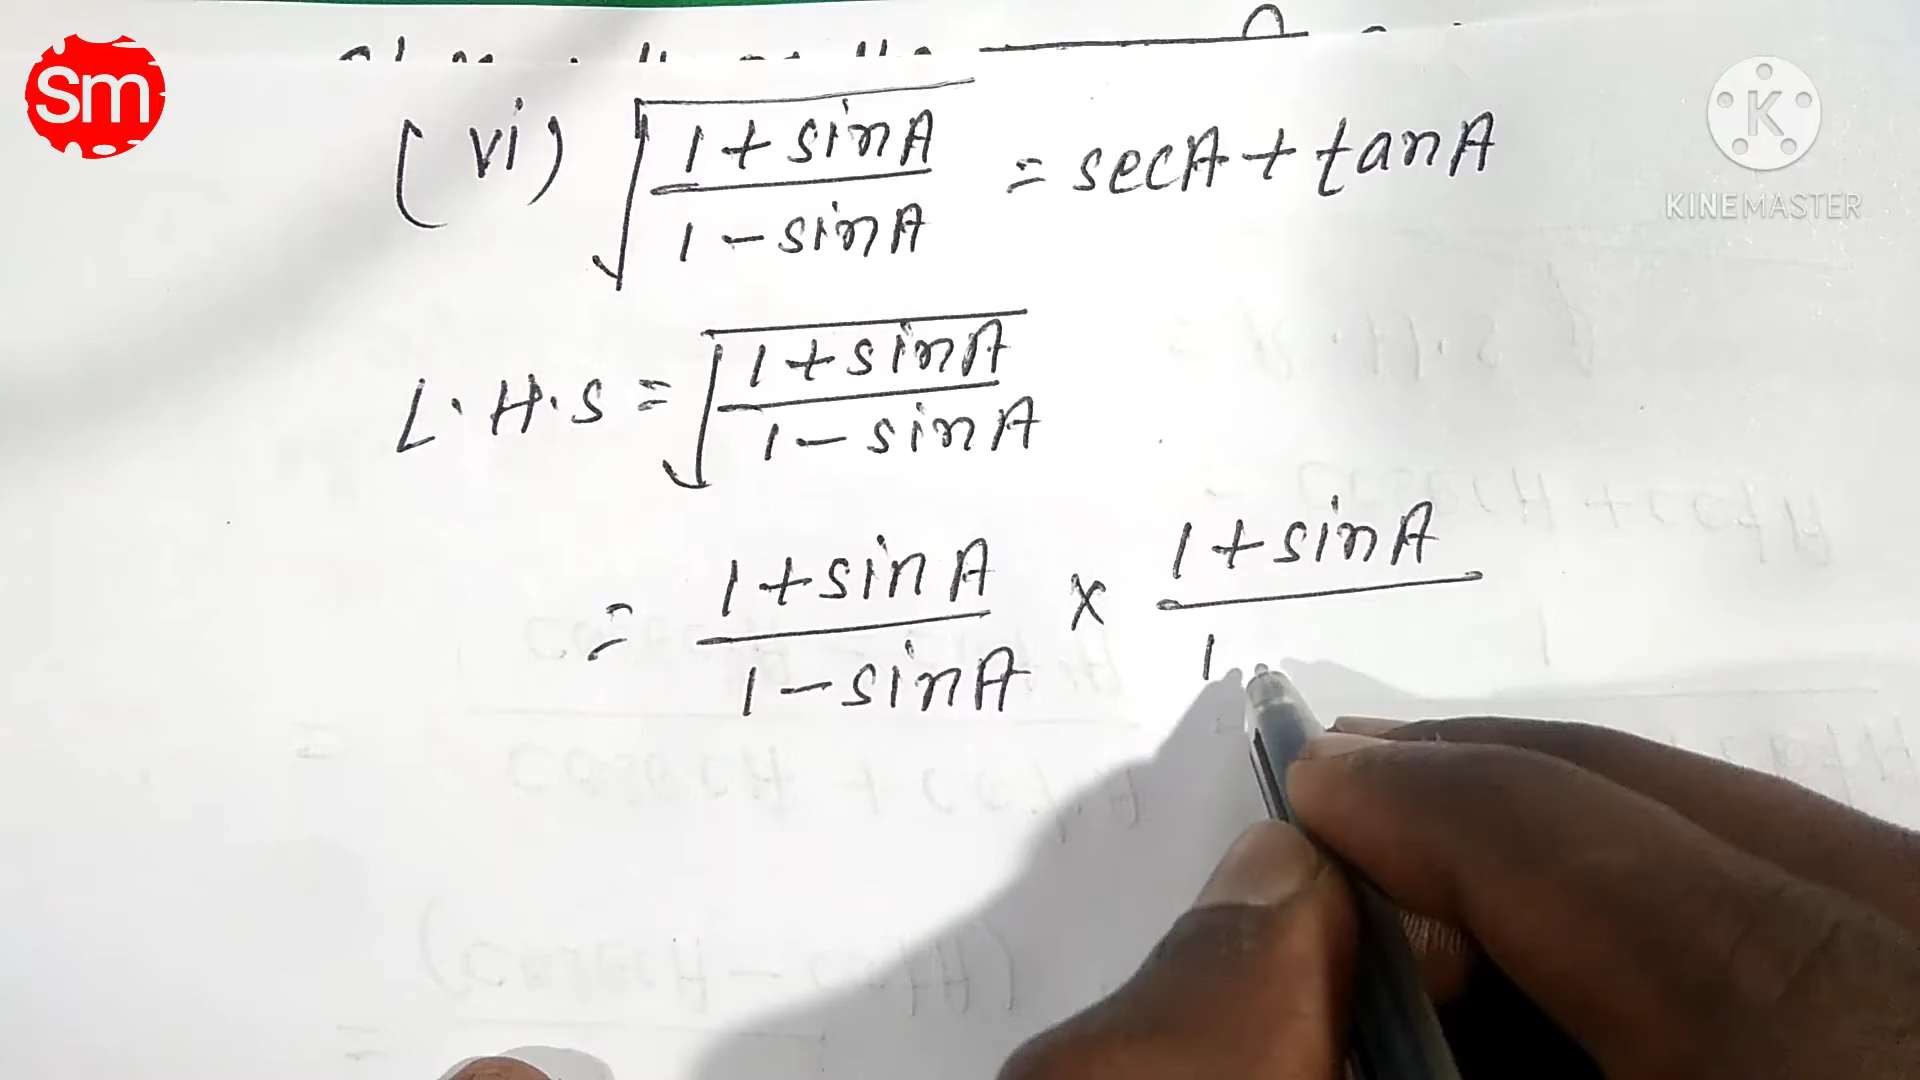 sm
KINEMASTER
(vi) √(1+sinA / 1-sinA) = secA + tanA
L.H.S = √(1+sinA / 1-sinA)
= 1+sinA / 1-sinA × 1+sinA / 1